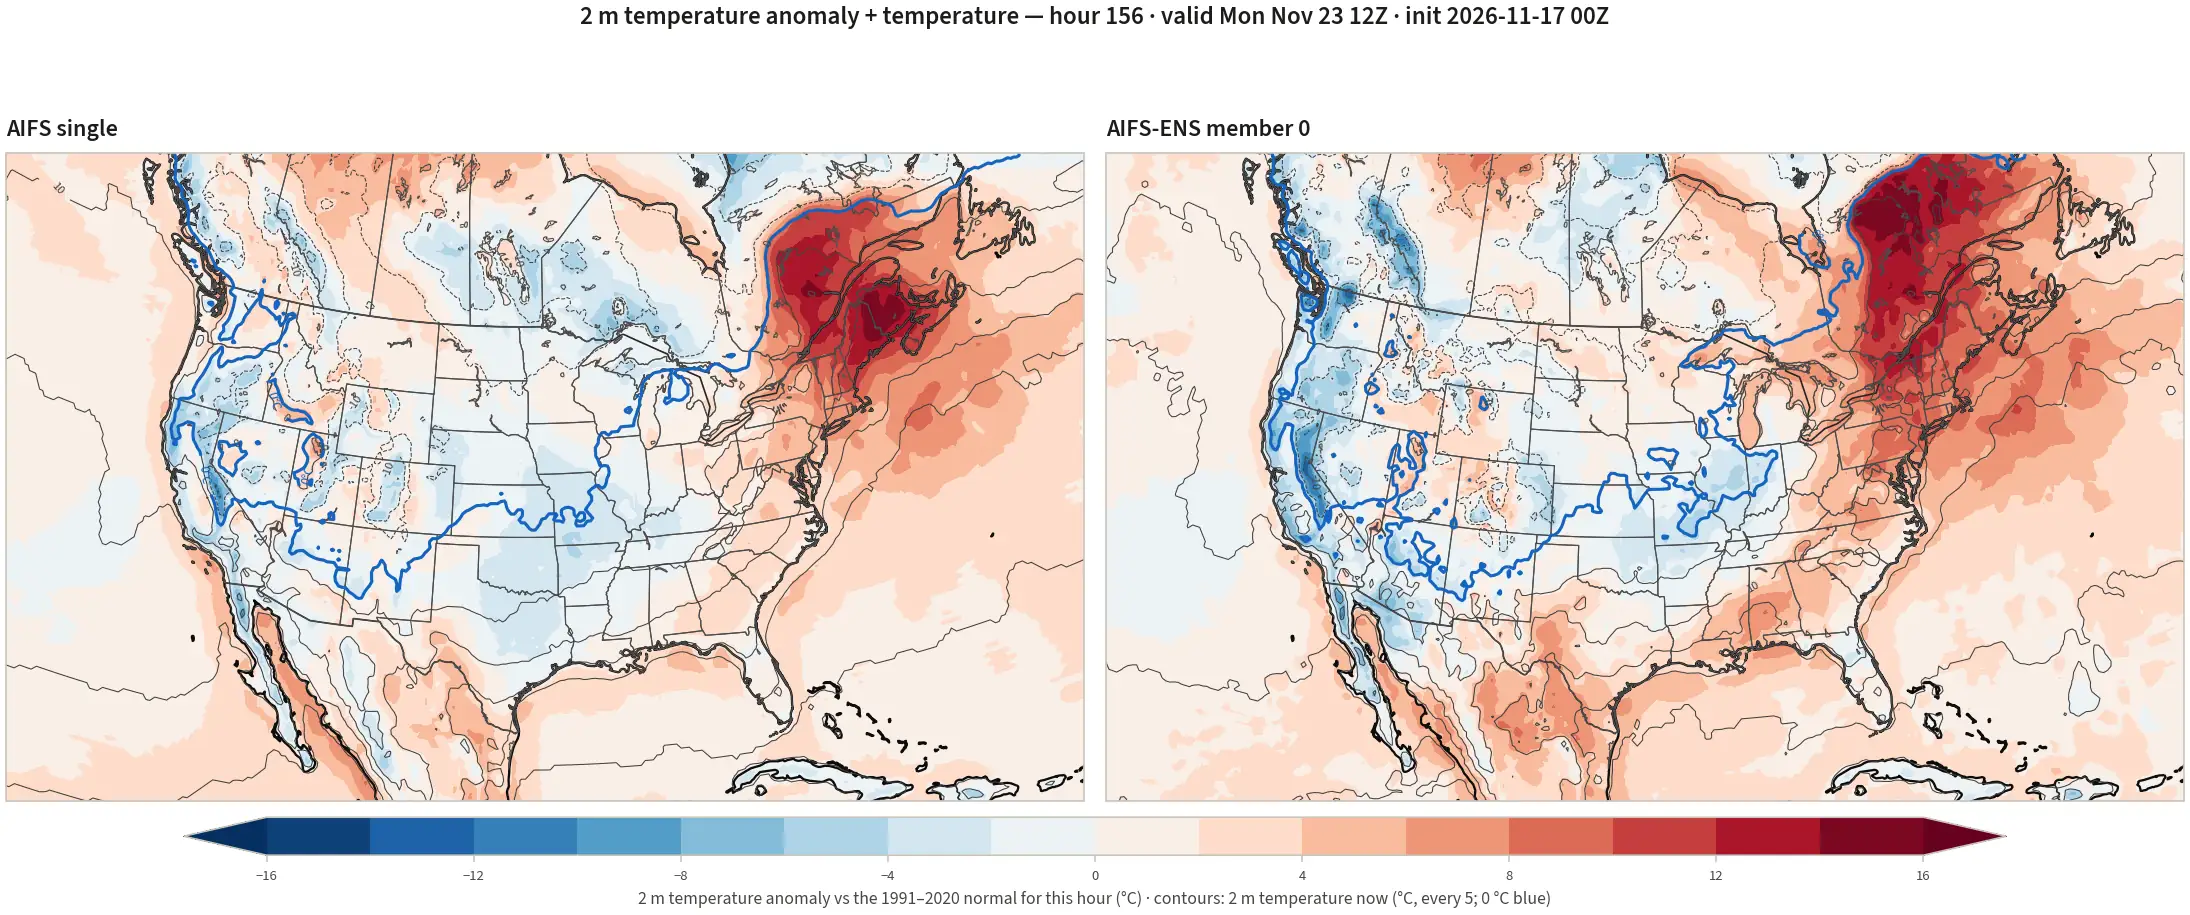 2 m temperature anomaly + temperature — hour 156 · valid Mon Nov 23 12Z · init 2026-11-17 00Z
AIFS single
AIFS-ENS member 0
−16 −12 −8 −4 0 4 8 12 16
2 m temperature anomaly vs the 1991–2020 normal for this hour (°C) · contours: 2 m temperature now (°C, every 5; 0 °C blue)